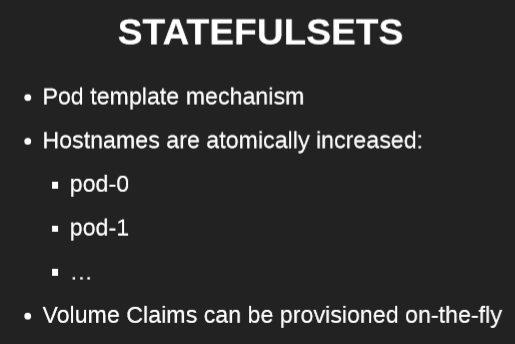 STATEFULSETS
• Pod template mechanism
• Hostnames are atomically increased:
▪ pod-0
▪ pod-1
▪ ...
• Volume Claims can be provisioned on-the-fly